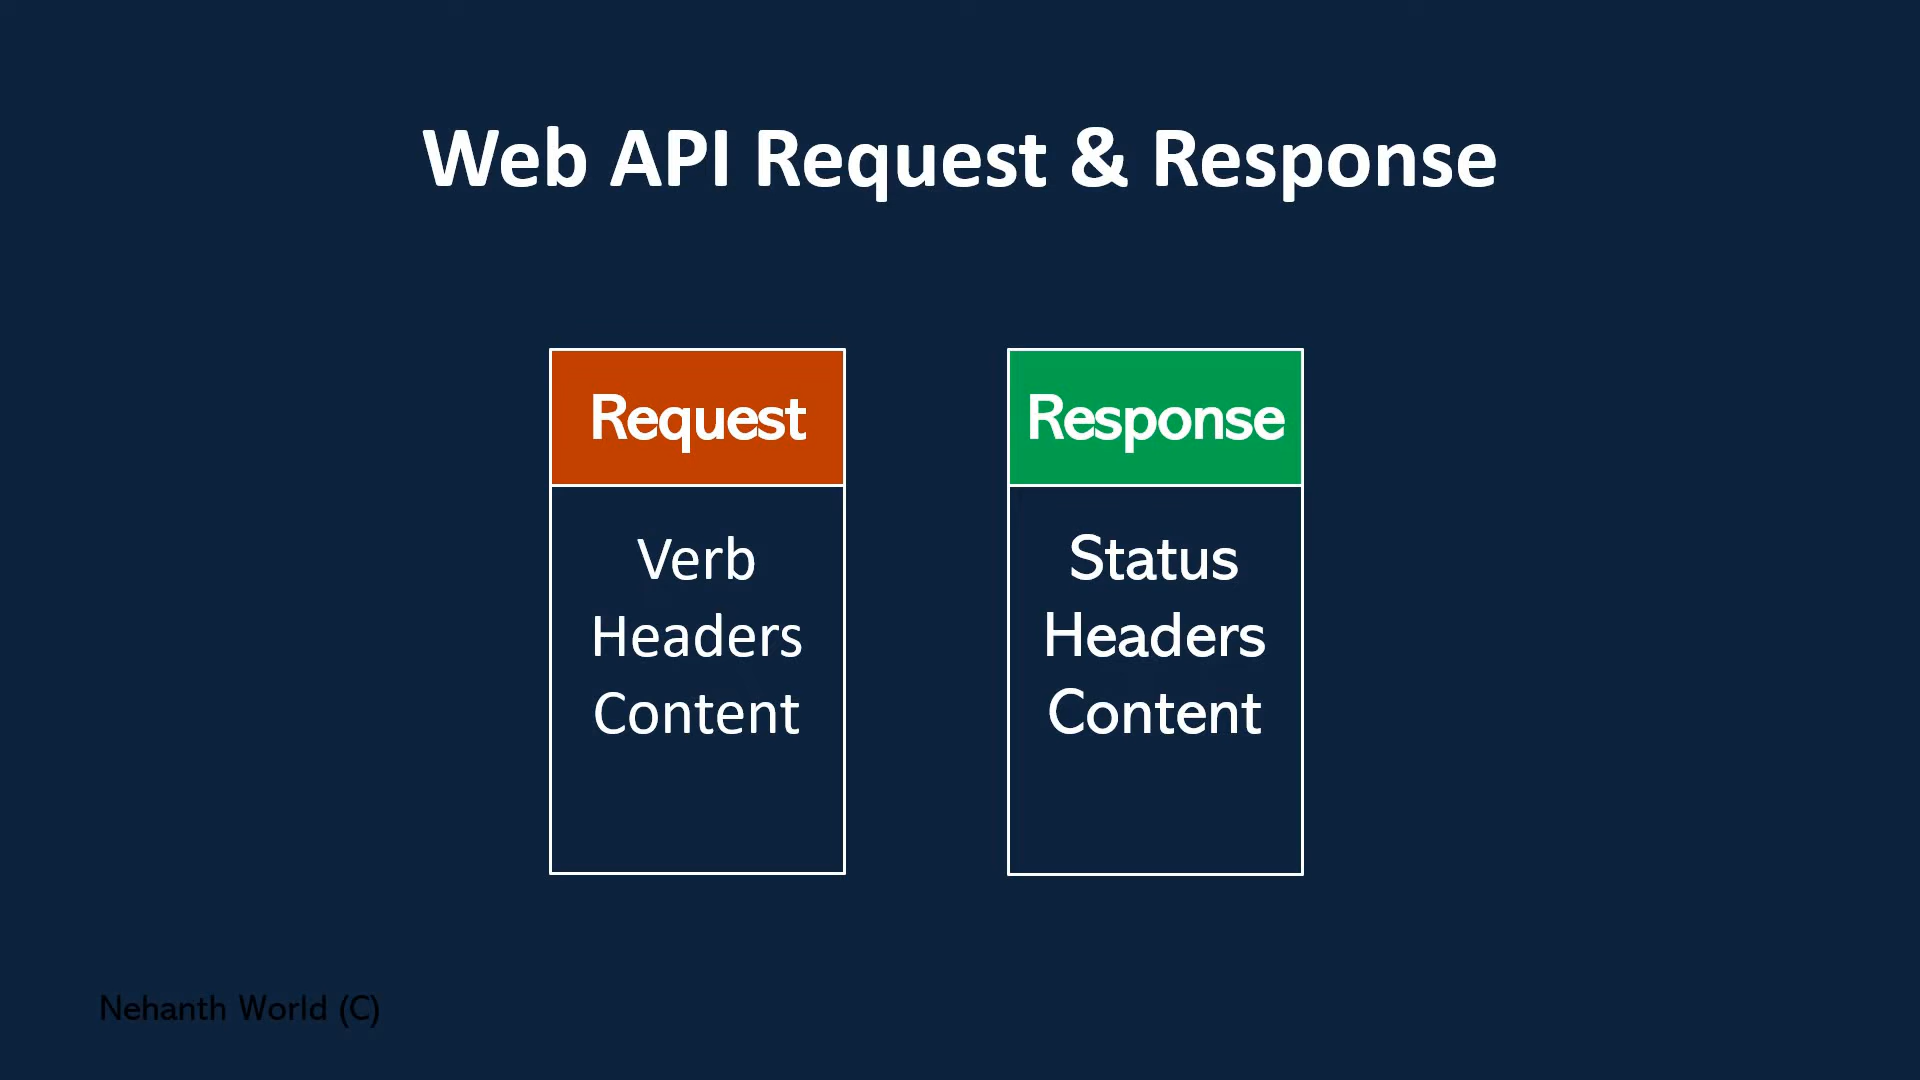 Web API Request & Response
Request
Verb
Headers
Content
Response
Status
Headers
Content
Nehanth World (C)